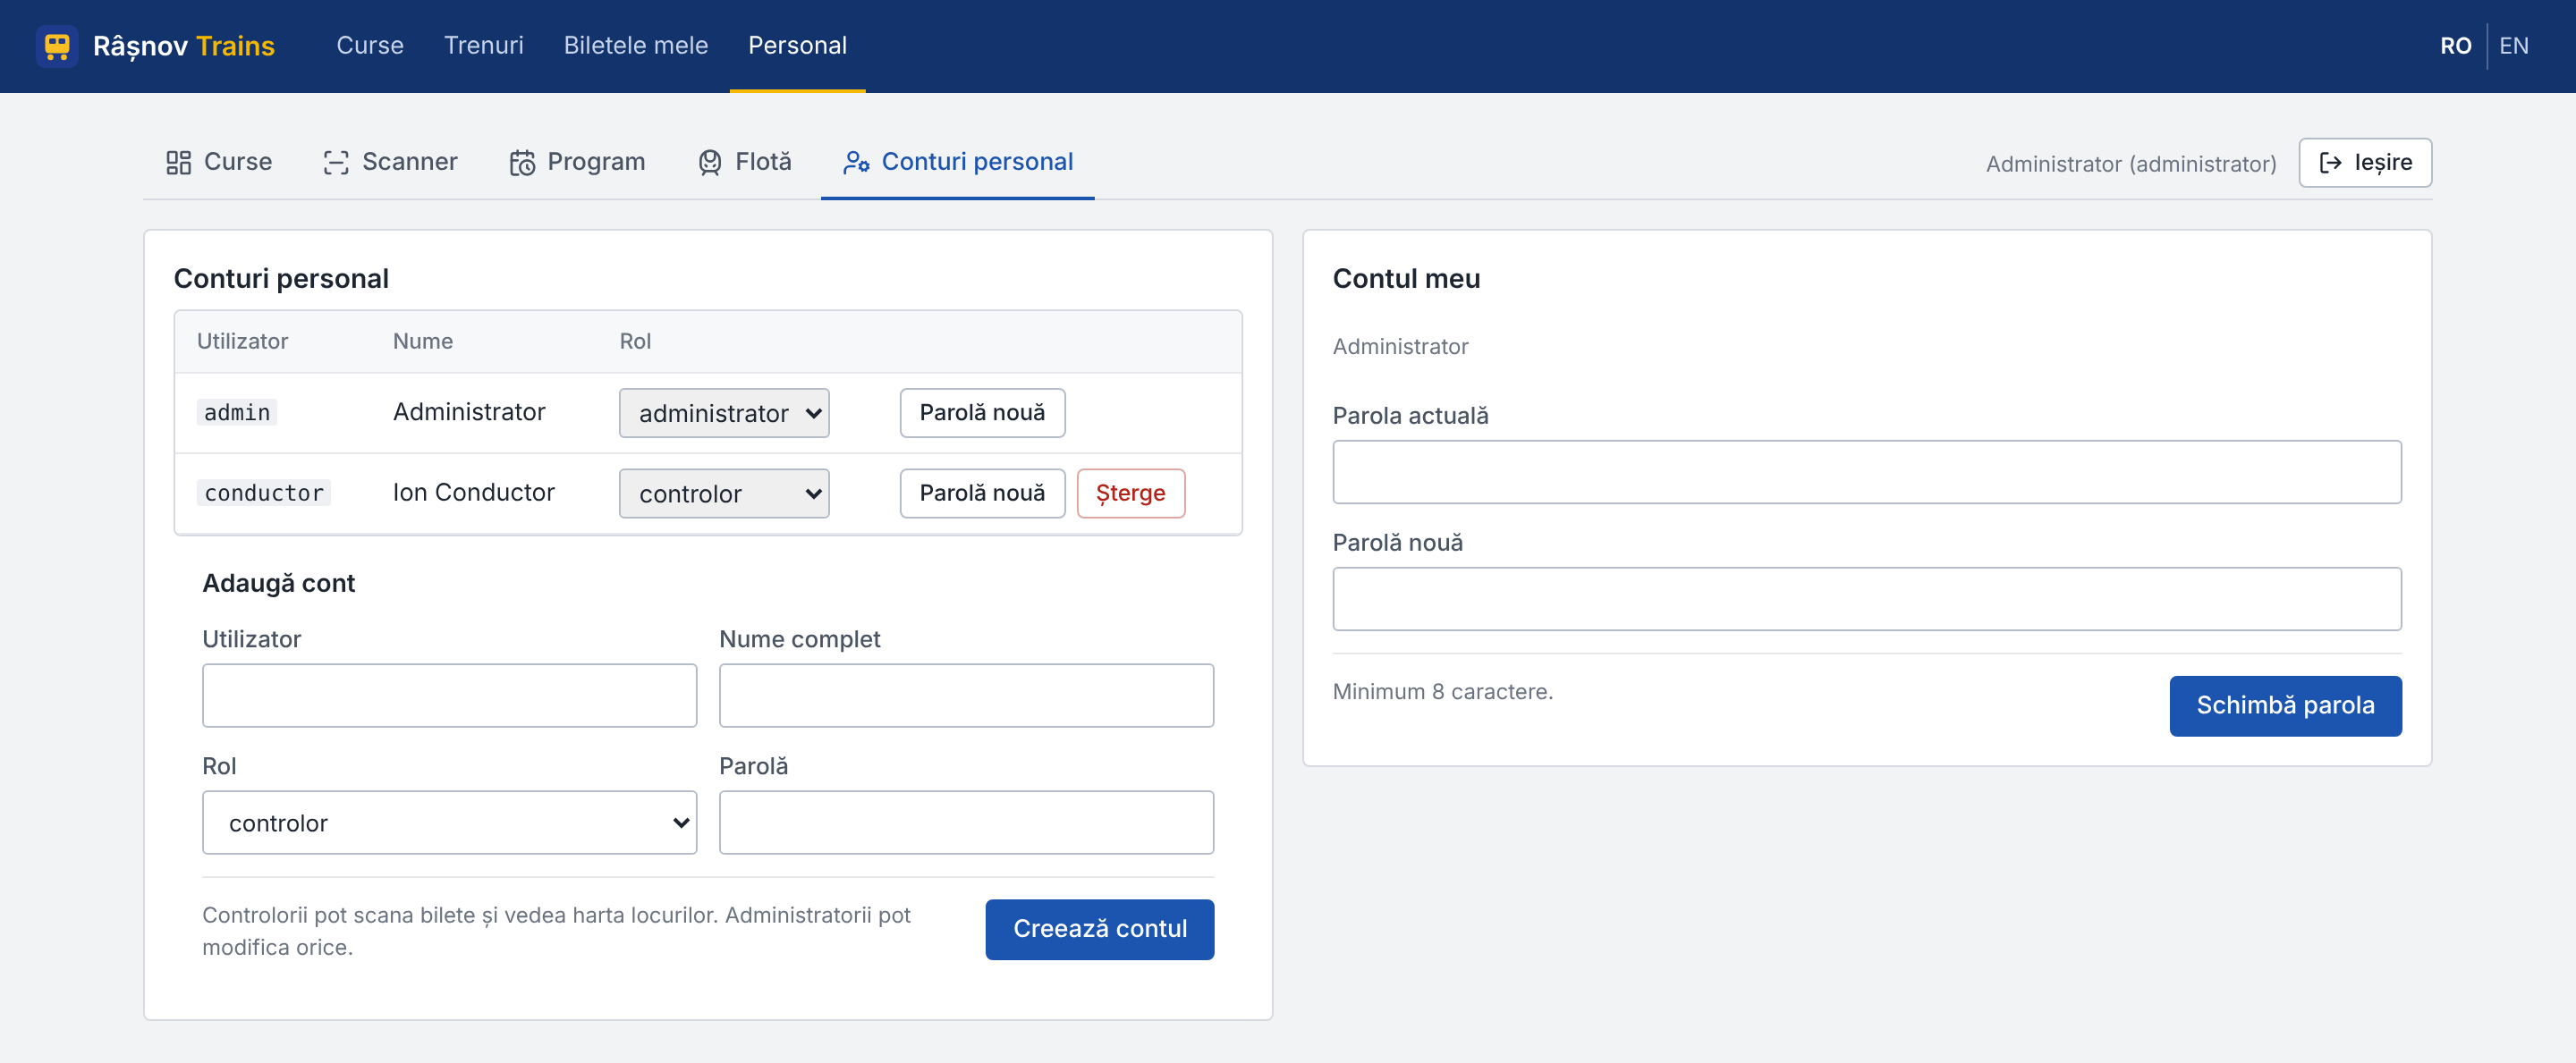 Râșnov Trains Curse Trenuri Biletele mele Personal RO EN
Curse Scanner Program Flotă Conturi personal Administrator (administrator) Ieșire
Conturi personal
Utilizator Nume Rol
admin Administrator administrator Parolă nouă
conductor Ion Conductor controlor Parolă nouă Șterge
Adaugă cont
Utilizator Nume complet
Rol Parolă
controlor
Controlorii pot scana bilete și vedea harta locurilor. Administratorii pot
modifica orice.
Creează contul
Contul meu
Administrator
Parola actuală
Parolă nouă
Minimum 8 caractere.
Schimbă parola